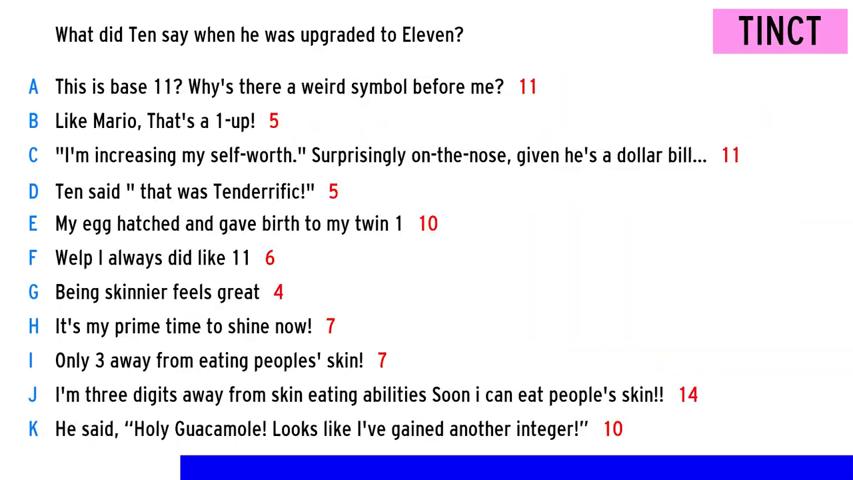 What did Ten say when he was upgraded to Eleven?
TINCT
A This is base 11? Why's there a weird symbol before me? 11
B Like Mario, That's a 1-up! 5
C "I'm increasing my self-worth." Surprisingly on-the-nose, given he's a dollar bill... 11
D Ten said " that was Tenderrific!" 5
E My egg hatched and gave birth to my twin 1 10
F Welp I always did like 11 6
G Being skinnier feels great 4
H It's my prime time to shine now! 7
I Only 3 away from eating peoples' skin! 7
J I'm three digits away from skin eating abilities Soon i can eat people's skin!! 14
K He said, “Holy Guacamole! Looks like I've gained another integer!” 10